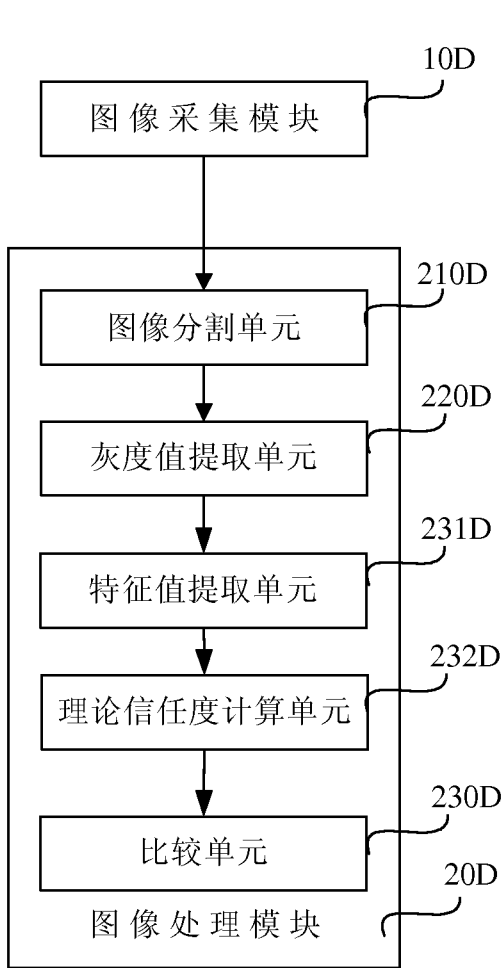 10D
图像采集模块
210D
图像分割单元
220D
灰度值提取单元
231D
特征值提取单元
232D
理论信任度计算单元
230D
比较单元
20D
图像处理模块